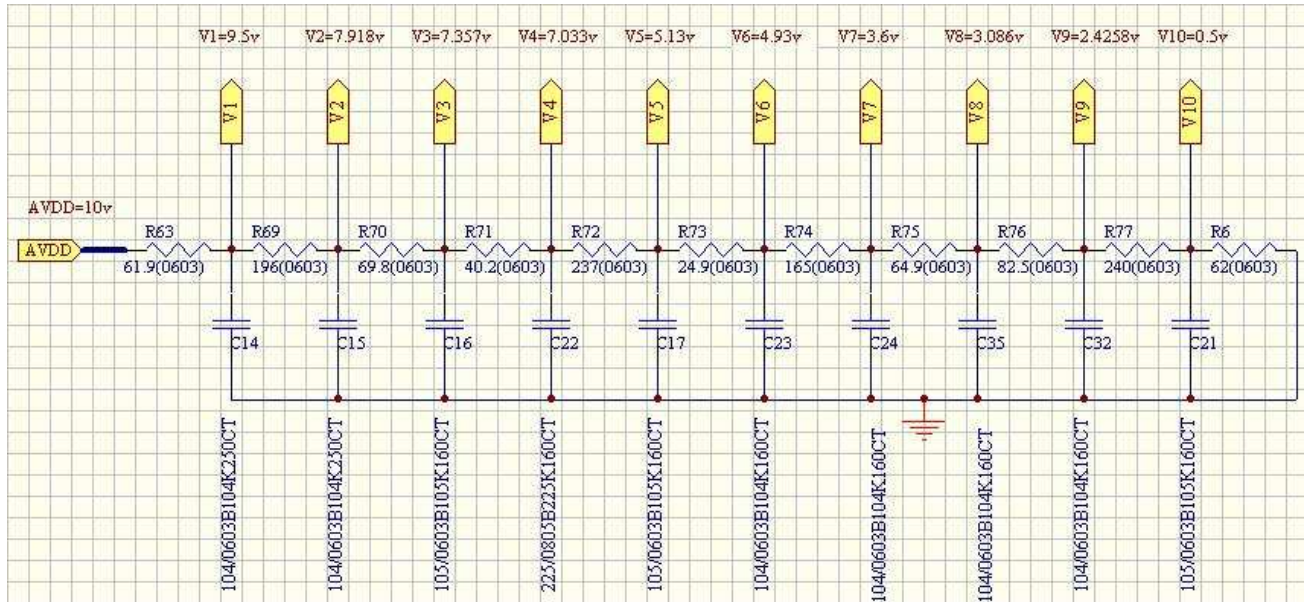 V1=9.5v V2=7.918v V3=7.357v V4=7.033v V5=5.13v V6=4.93v V7=3.6v V8=3.086v V9=2.4258v V10=0.5v
V1 V2 V3 V4 V5 V6 V7 V8 V9 V10
AVDD=10v
R63 R69 R70 R71 R72 R73 R74 R75 R76 R77 R6
AVDD
61.9(0603) 196(0603) 69.8(0603) 40.2(0603) 237(0603) 24.9(0603) 165(0603) 64.9(0603) 82.5(0603) 240(0603) 62(0603)
C14 C15 C16 C22 C17 C23 C24 C35 C32 C21
104/0603B104K250CT
104/0603B104K250CT
105/0603B105K160CT
225/0805B225K160CT
105/0603B105K160CT
104/0603B104K160CT
104/0603B104K160CT
104/0603B104K160CT
104/0603B104K160CT
105/0603B105K160CT